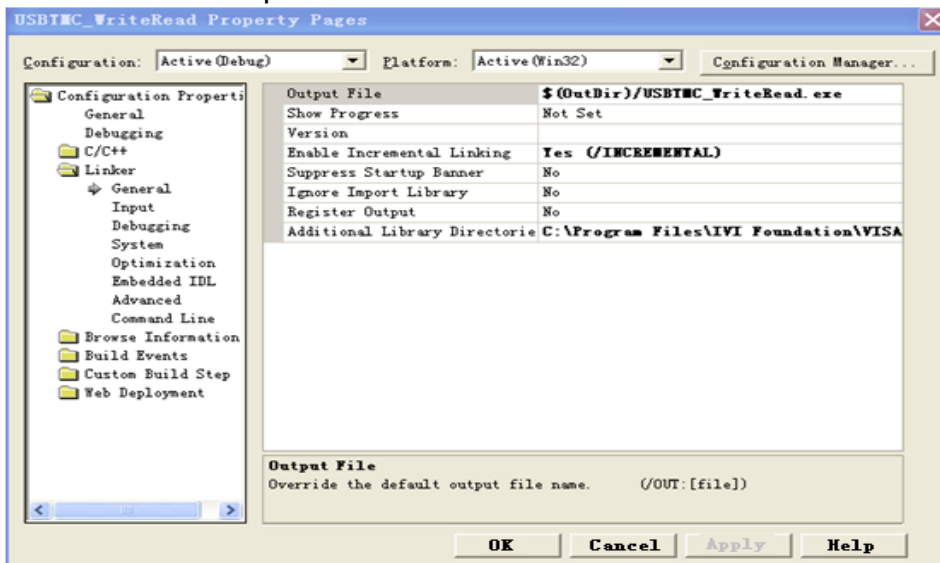 USBTMC_WriteRead Property Pages
Configuration: Active(Debug) Platform: Active(Win32) Configuration Manager...
Configuration Properti
General
Debugging
C/C++
Linker
General
Input
Debugging
System
Optimization
Embedded IDL
Advanced
Command Line
Browse Information
Build Events
Custom Build Step
Web Deployment
Output File $(OutDir)/USBTMC_WriteRead.exe
Show Progress Not Set
Version
Enable Incremental Linking Yes (/INCREMENTAL)
Suppress Startup Banner No
Ignore Import Library No
Register Output No
Additional Library Directorie C:\Program Files\IVI Foundation\VISA
Output File
Override the default output file name. (/OUT:[file])
OK Cancel Apply Help